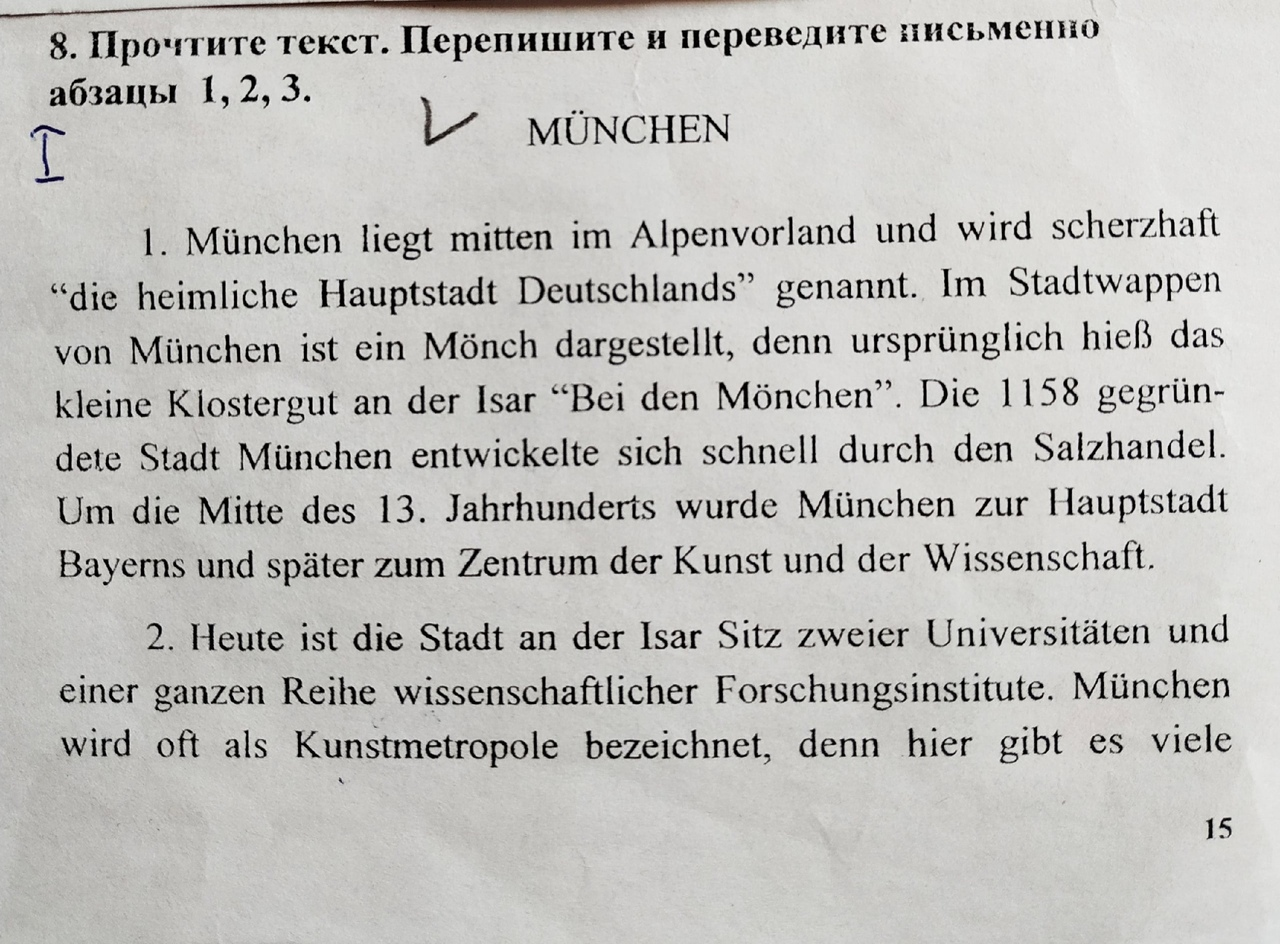 8. Прочтите текст. Перепишите и переведите письменно
абзацы 1, 2, 3.
MÜNCHEN
I
1. München liegt mitten im Alpenvorland und wird scherzhaft
“die heimliche Hauptstadt Deutschlands” genannt. Im Stadtwappen
von München ist ein Mönch dargestellt, denn ursprünglich hieß das
kleine Klostergut an der Isar “Bei den Mönchen”. Die 1158 gegrün-
dete Stadt München entwickelte sich schnell durch den Salzhandel.
Um die Mitte des 13. Jahrhunderts wurde München zur Hauptstadt
Bayerns und später zum Zentrum der Kunst und der Wissenschaft.
2. Heute ist die Stadt an der Isar Sitz zweier Universitäten und
einer ganzen Reihe wissenschaftlicher Forschungsinstitute. München
wird oft als Kunstmetropole bezeichnet, denn hier gibt es viele
15